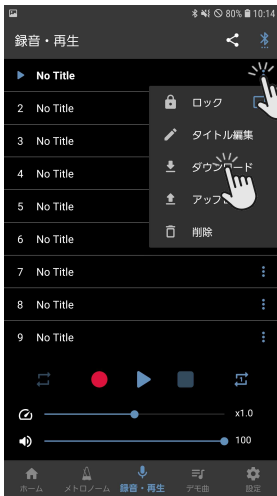 80% 10:14
録音・再生
No Title
ロック
2 No Title
タイトル編集
3 No Title
ダウンロード
4 No Title
5 No Title
削除
6 No Title
7 No Title
8 No Title
9 No Title
x1.0
100
ホーム メトロノーム 録音・再生 デモ曲 設定